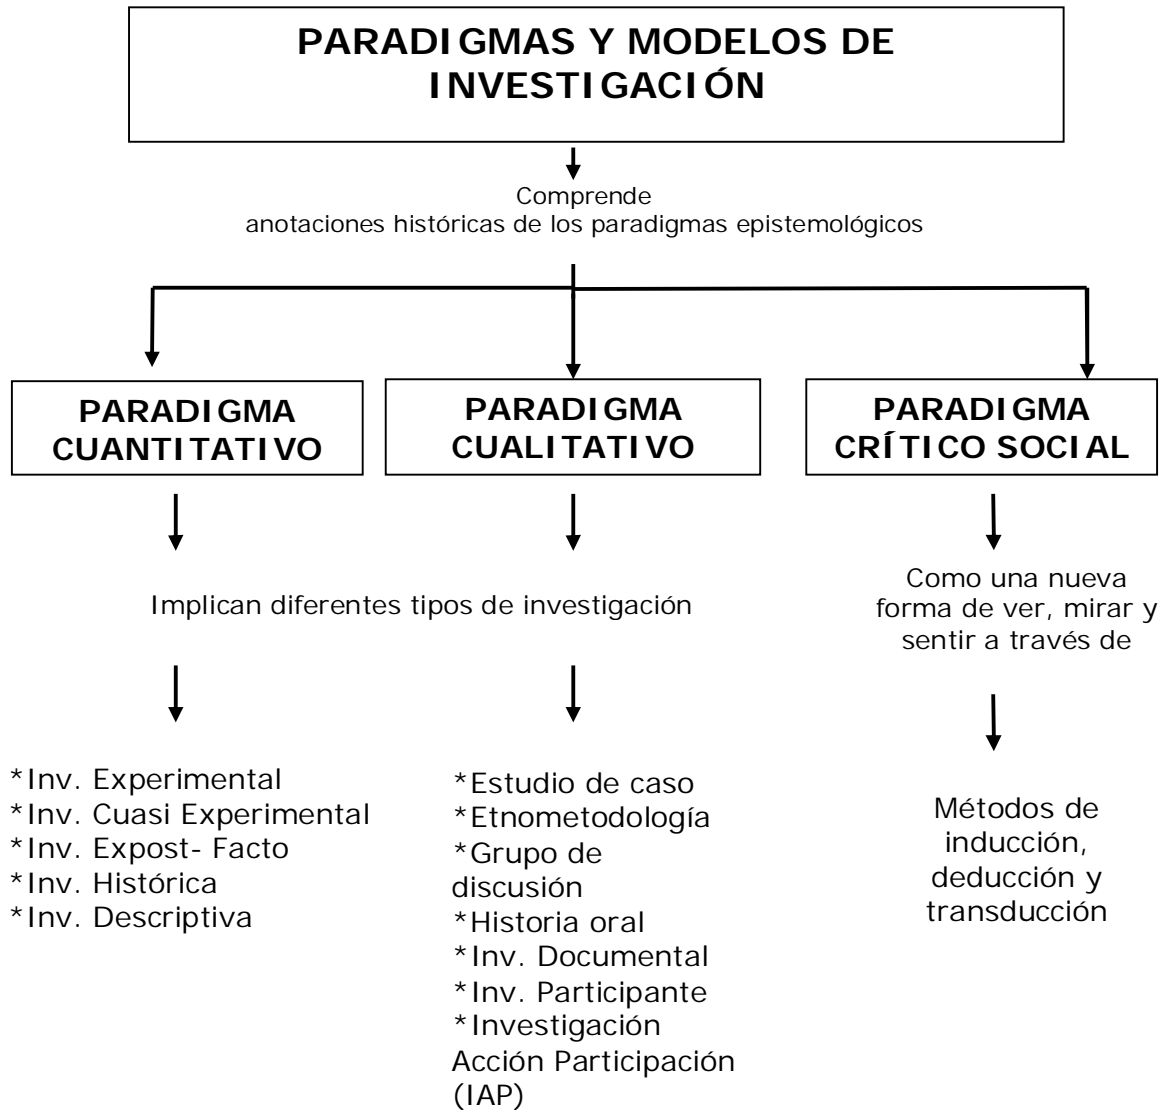 PARADIGMAS Y MODELOS DE
INVESTIGACIÓN
Comprende
anotaciones históricas de los paradigmas epistemológicos
PARADIGMA
CUANTITATIVO
PARADIGMA
CUALITATIVO
PARADIGMA
CRÍTICO SOCIAL
Implican diferentes tipos de investigación
Como una nueva
forma de ver, mirar y
sentir a través de
*Inv. Experimental
*Inv. Cuasi Experimental
*Inv. Expost- Facto
*Inv. Histórica
*Inv. Descriptiva
*Estudio de caso
*Etnometodología
*Grupo de
discusión
*Historia oral
*Inv. Documental
*Inv. Participante
*Investigación
Acción Participación
(IAP)
Métodos de
inducción,
deducción y
transducción